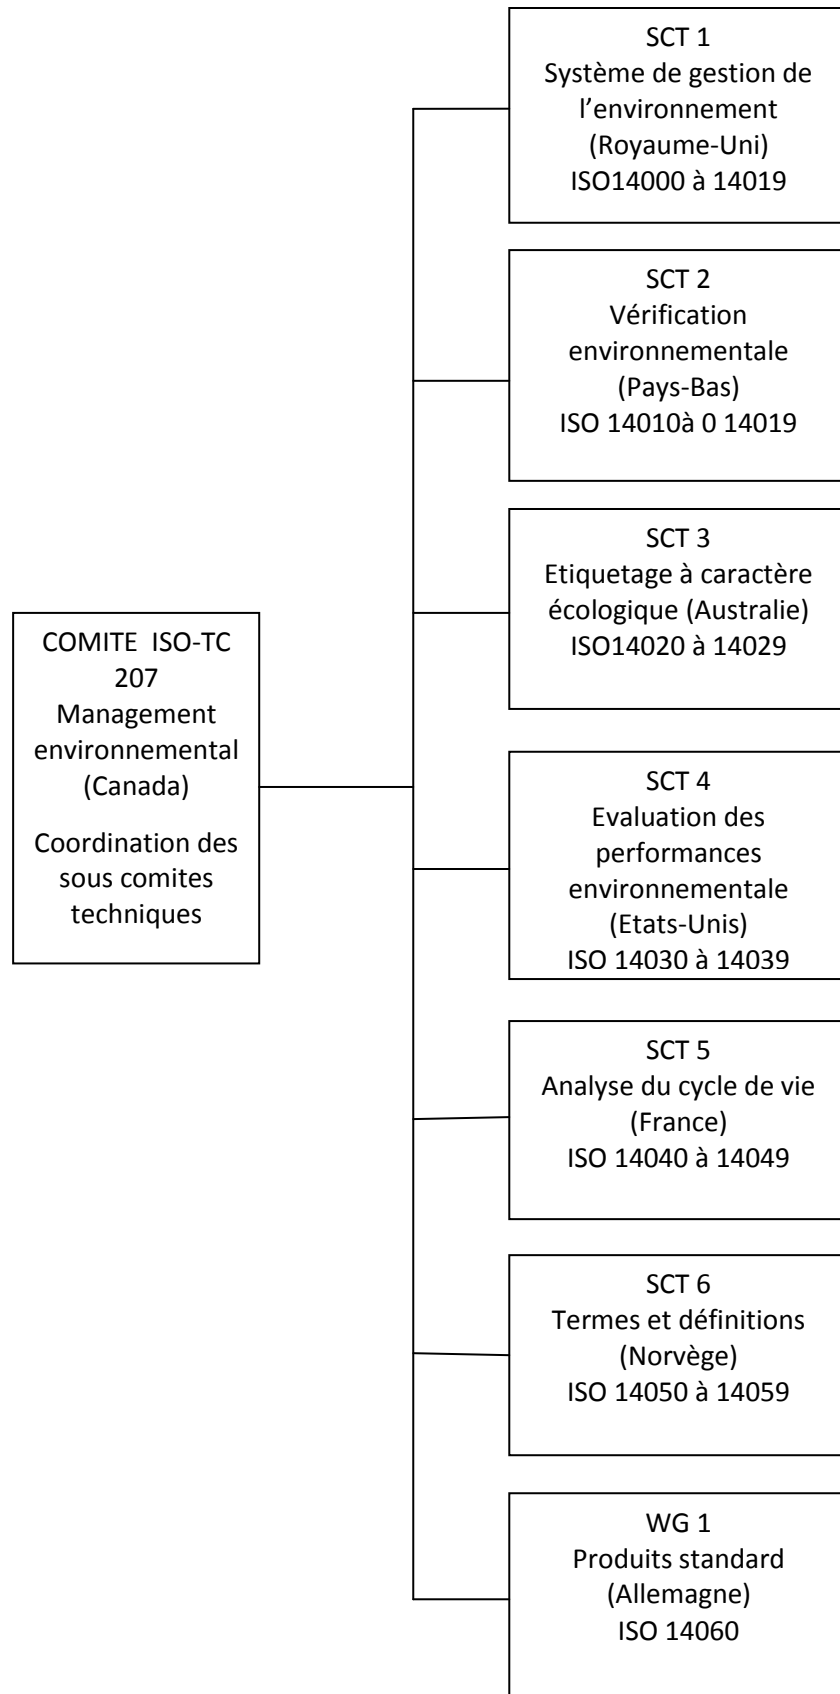 COMITE ISO-TC
207
Management
environnemental
(Canada)
Coordination des
sous comites
techniques
SCT 1
Système de gestion de
l’environnement
(Royaume-Uni)
ISO14000 à 14019
SCT 2
Vérification
environnementale
(Pays-Bas)
ISO 14010à 0 14019
SCT 3
Etiquetage à caractère
écologique (Australie)
ISO14020 à 14029
SCT 4
Evaluation des
performances
environnementale
(Etats-Unis)
ISO 14030 à 14039
SCT 5
Analyse du cycle de vie
(France)
ISO 14040 à 14049
SCT 6
Termes et définitions
(Norvège)
ISO 14050 à 14059
WG 1
Produits standard
(Allemagne)
ISO 14060